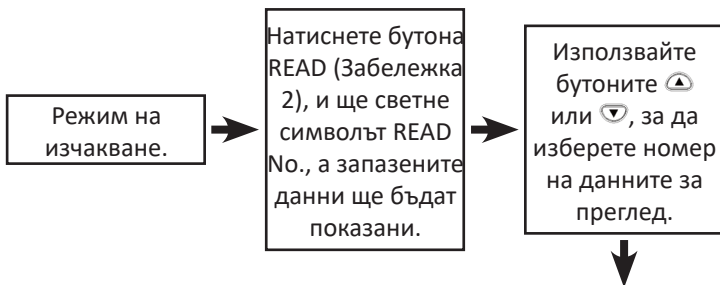 Режим на
изчакване.
Натиснете бутона
READ (Забележка
2), и ще светне
символът READ
No., а запазените
данни ще бъдат
показани.
Използвайте
бутоните
или , за да
изберете номер
на данните за
преглед.